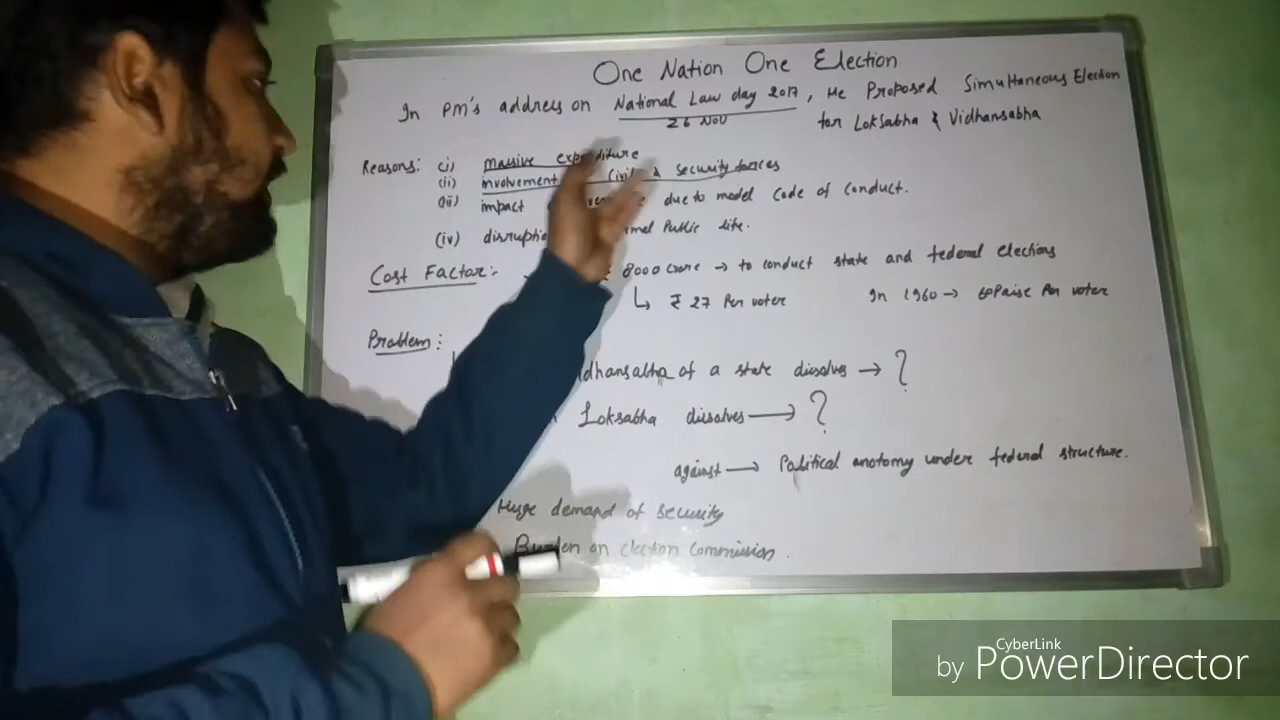 One Nation One Election
In PM's address on National Law day 2017, He Proposed Simultaneous Election
26 Nov for Loksabha & Vidhansabha
Reasons: (i) massive expenditure
(ii) involvement civil & security forces
(iii) impact due to model Code of Conduct.
(iv) disruption Public life.
Cost Factor:- 8000 Crore → to conduct state and federal elections
↳ ₹ 27 Per voter In 1960 → 60 Paise Per voter
Problem:
of a state dissolves → ?
Loksabha dissolves → ?
against → Political anotomy under federal structure.
Huge demand of security
Burden on election Commission.
CyberLink
by PowerDirector